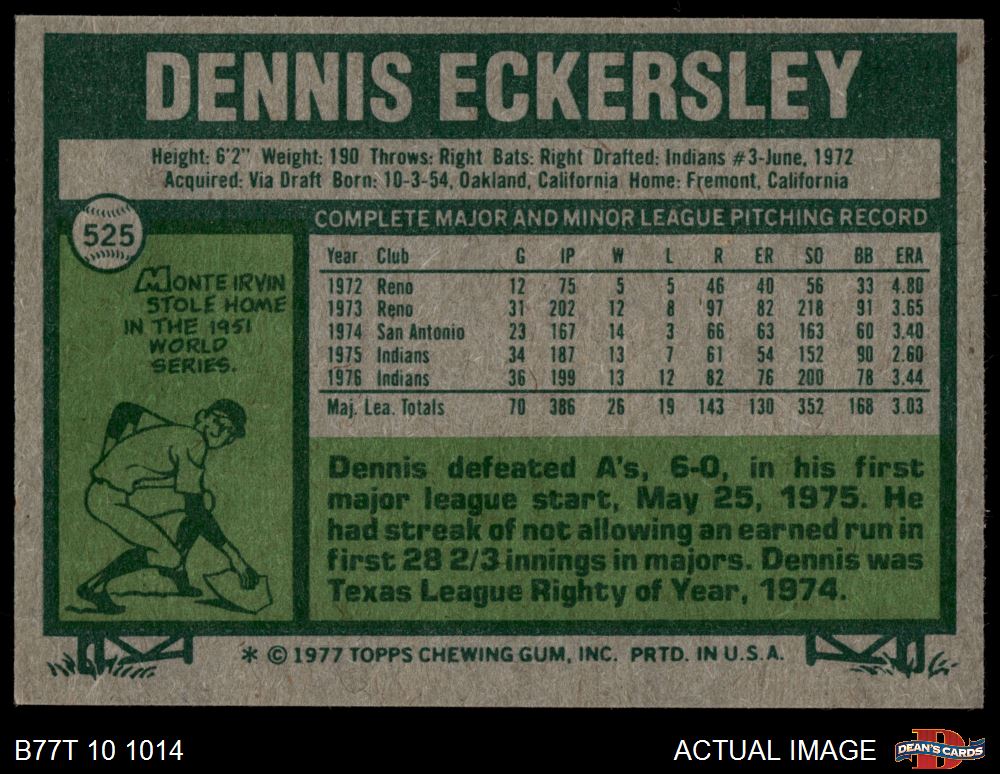 DENNIS ECKERSLEY
Height: 6'2" Weight: 190 Throws: Right Bats: Right Drafted: Indians #3-June, 1972
Acquired: Via Draft Born: 10-3-54, Oakland, California Home: Fremont, California
525
COMPLETE MAJOR AND MINOR LEAGUE PITCHING RECORD
MONTE IRVIN
STOLE HOME
IN THE 1951
WORLD
SERIES.
Year Club G IP W L R ER SO BB ERA
1972 Reno 12 75 5 5 46 40 56 33 4.80
1973 Reno 31 202 12 8 97 82 218 91 3.65
1974 San Antonio 23 167 14 3 66 63 163 60 3.40
1975 Indians 34 187 13 7 61 54 152 90 2.60
1976 Indians 36 199 13 12 82 76 200 78 3.44
Maj. Lea. Totals 70 386 26 19 143 130 352 168 3.03
Dennis defeated A's, 6-0, in his first
major league start, May 25, 1975. He
had streak of not allowing an earned run in
first 28 2/3 innings in majors. Dennis was
Texas League Righty of Year, 1974.
* © 1977 TOPPS CHEWING GUM, INC. PRTD. IN U.S.A.
B77T 10 1014
ACTUAL IMAGE
D
DEAN'S CARDS